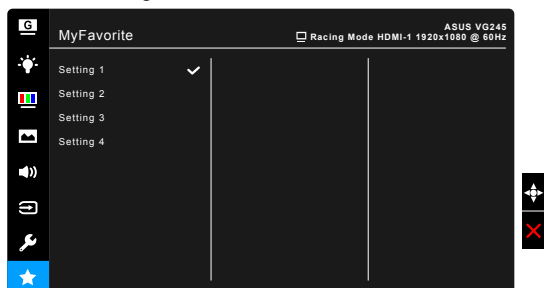 G
MyFavorite
ASUS VG245
Racing Mode HDMI-1 1920x1080 @ 60Hz
Setting 1
Setting 2
Setting 3
Setting 4